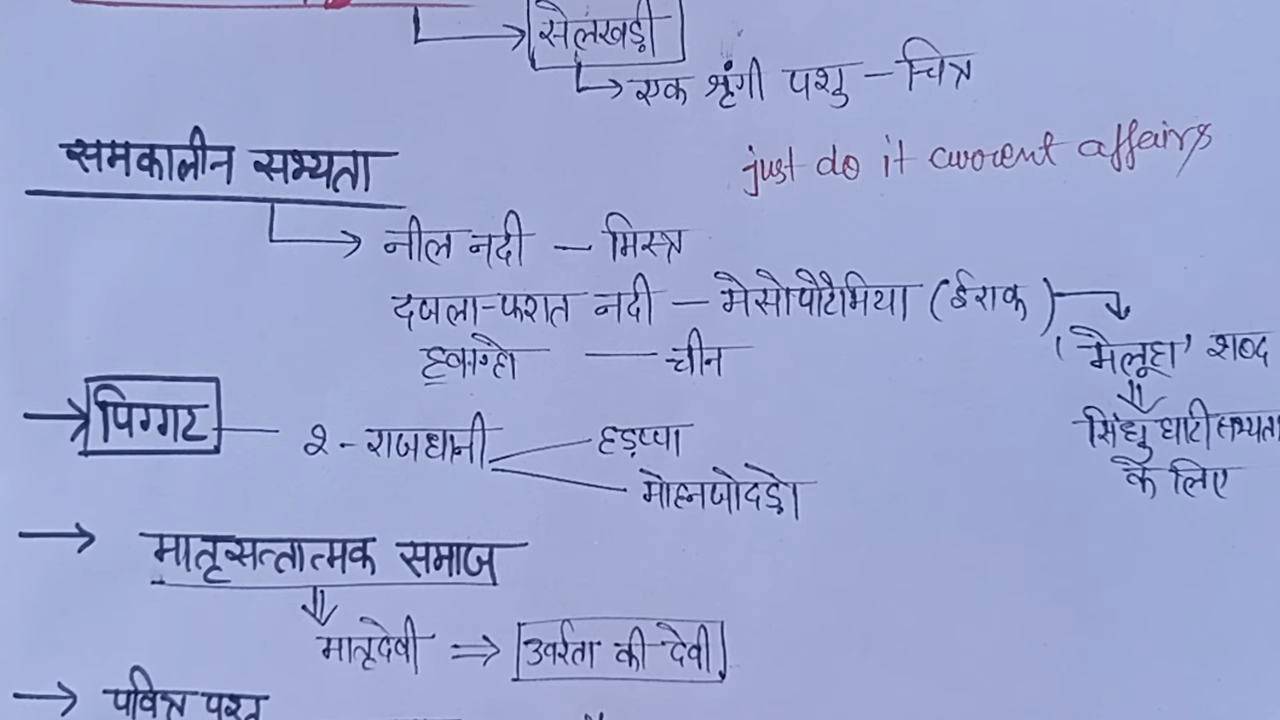 सेलखड़ी
एक श्रृंगी पशु - चित्र
just do it current affairs
समकालीन सभ्यता
नील नदी - मिस्त्र
दजला-फरात नदी - मेसोपोटैमिया (ईराक)
'मैलूहा' शब्द
ह्वांग्हो - चीन
सिंधु घाटी सभ्यता
के लिए
पिग्गट - २ - राजधानी
हड़प्पा
मोहनजोदड़ो
मातृसत्तात्मक समाज
मातृदेवी ⇒ उर्वरता की देवी
पवित्र पशु